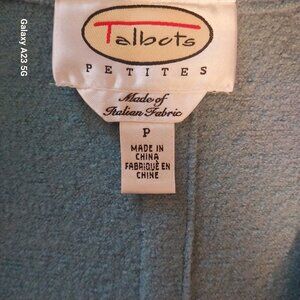 Galaxy A23 5G
Talbots
PETITES
Made of
Italian Fabric
P
MADE IN
CHINA
FABRIQUÉ EN
CHINE